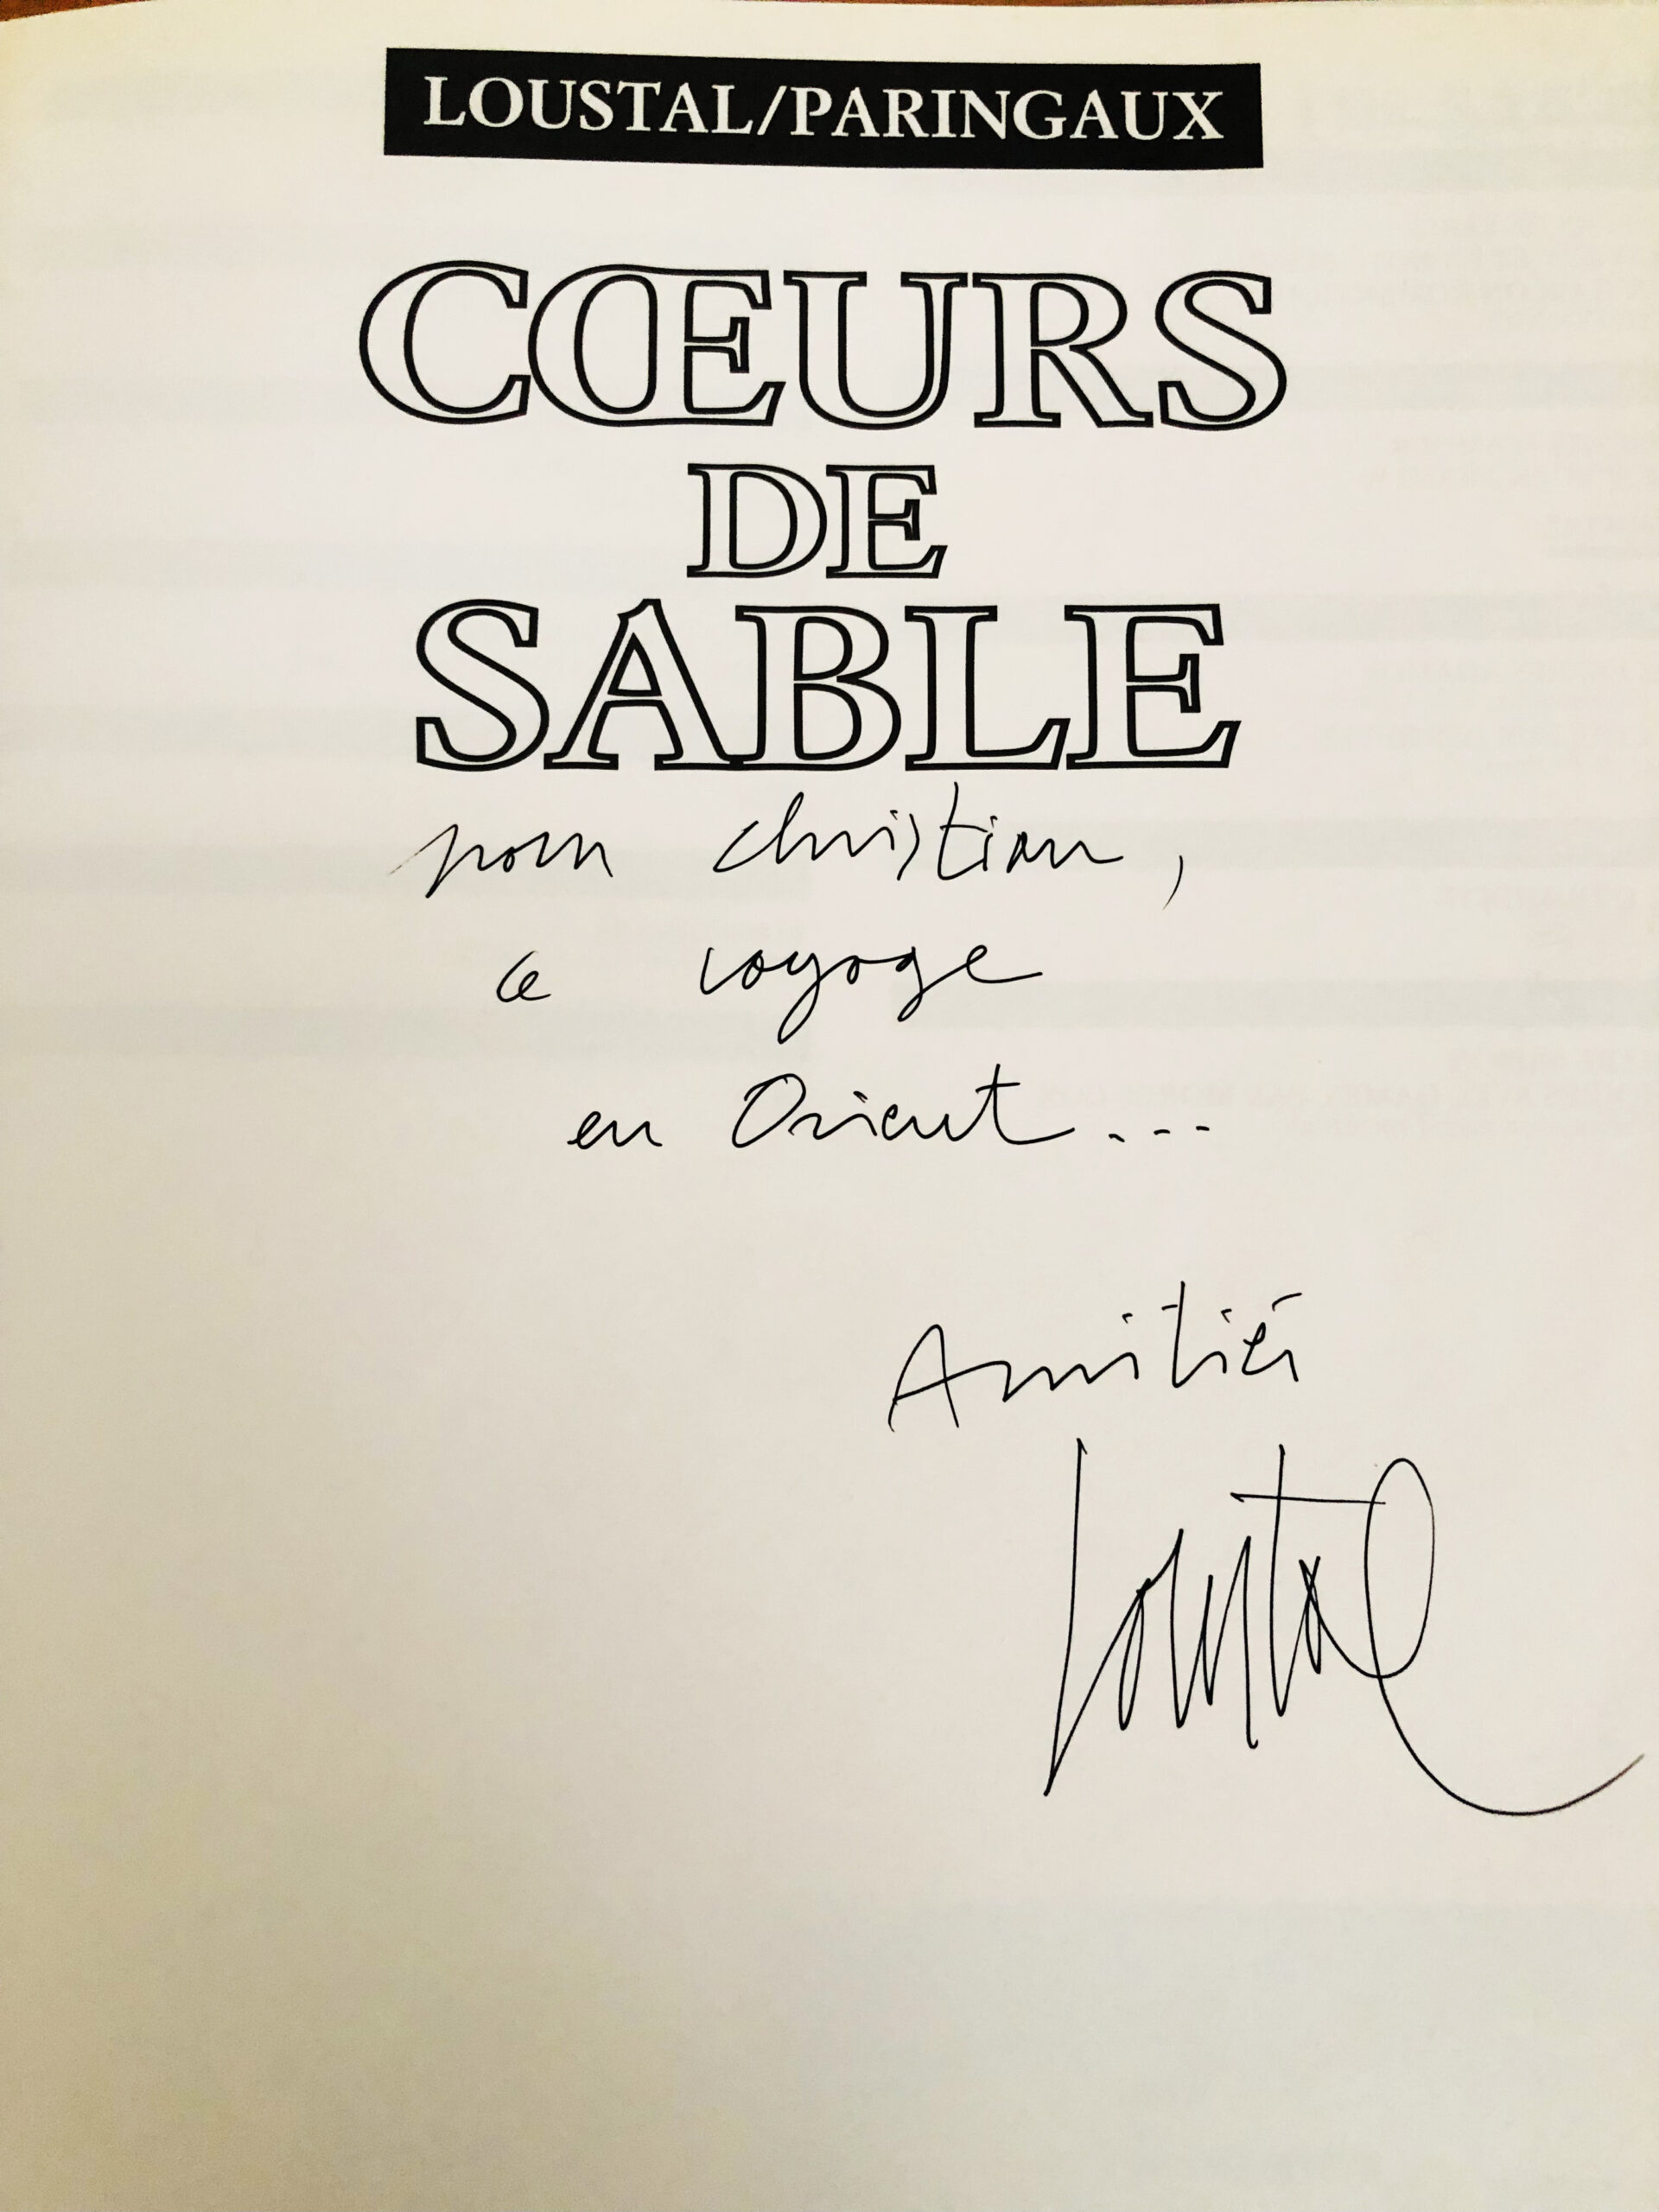 LOUSTAL/PARINGAUX
CŒURS
DE
SABLE
pour christian,
ce voyage
en Orient...
Amitiés
Loustal